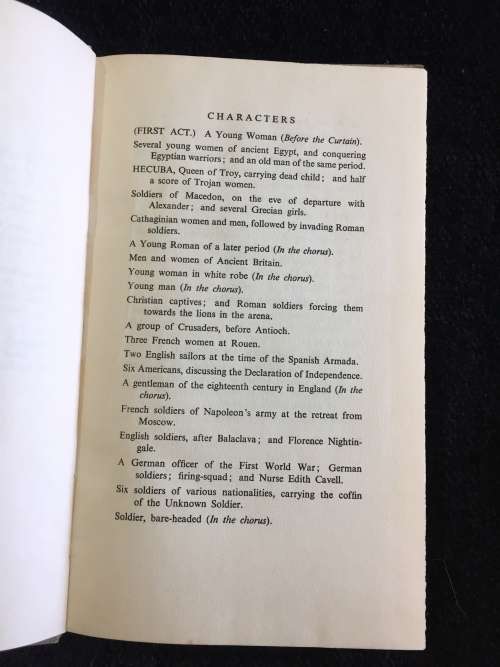 CHARACTERS
(FIRST ACT.) A Young Woman (Before the Curtain).
Several young women of ancient Egypt, and conquering
Egyptian warriors; and an old man of the same period.
HECUBA, Queen of Troy, carrying dead child; and half
a score of Trojan women.
Soldiers of Macedon, on the eve of departure with
Alexander; and several Grecian girls.
Cathaginian women and men, followed by invading Roman
soldiers.
A Young Roman of a later period (In the chorus).
Men and women of Ancient Britain.
Young woman in white robe (In the chorus).
Young man (In the chorus).
Christian captives; and Roman soldiers forcing them
towards the lions in the arena.
A group of Crusaders, before Antioch.
Three French women at Rouen.
Two English sailors at the time of the Spanish Armada.
Six Americans, discussing the Declaration of Independence.
A gentleman of the eighteenth century in England (In the
chorus).
French soldiers of Napoleon's army at the retreat from
Moscow.
English soldiers, after Balaclava; and Florence Nightin-
gale.
A German officer of the First World War; German
soldiers; firing-squad; and Nurse Edith Cavell.
Six soldiers of various nationalities, carrying the coffin
of the Unknown Soldier.
Soldier, bare-headed (In the chorus).